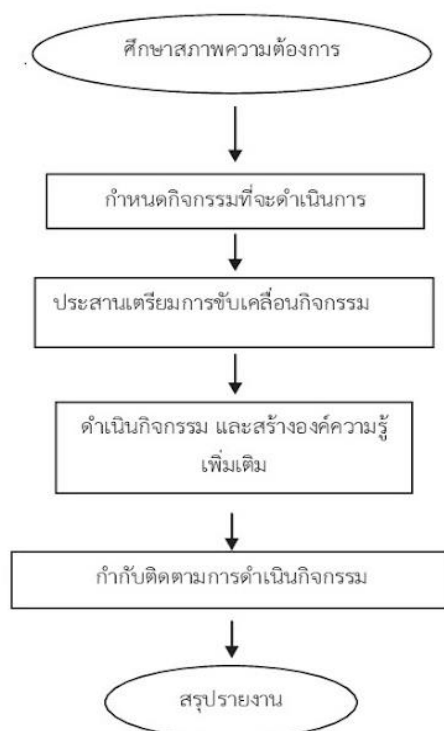 ศึกษาสภาพความต้องการ
กำหนดกิจกรรมที่จะดำเนินการ
ประสานเตรียมการขับเคลื่อนกิจกรรม
ดำเนินกิจกรรม และสร้างองค์ความรู้
เพิ่มเติม
กำกับติดตามการดำเนินกิจกรรม
สรุปรายงาน